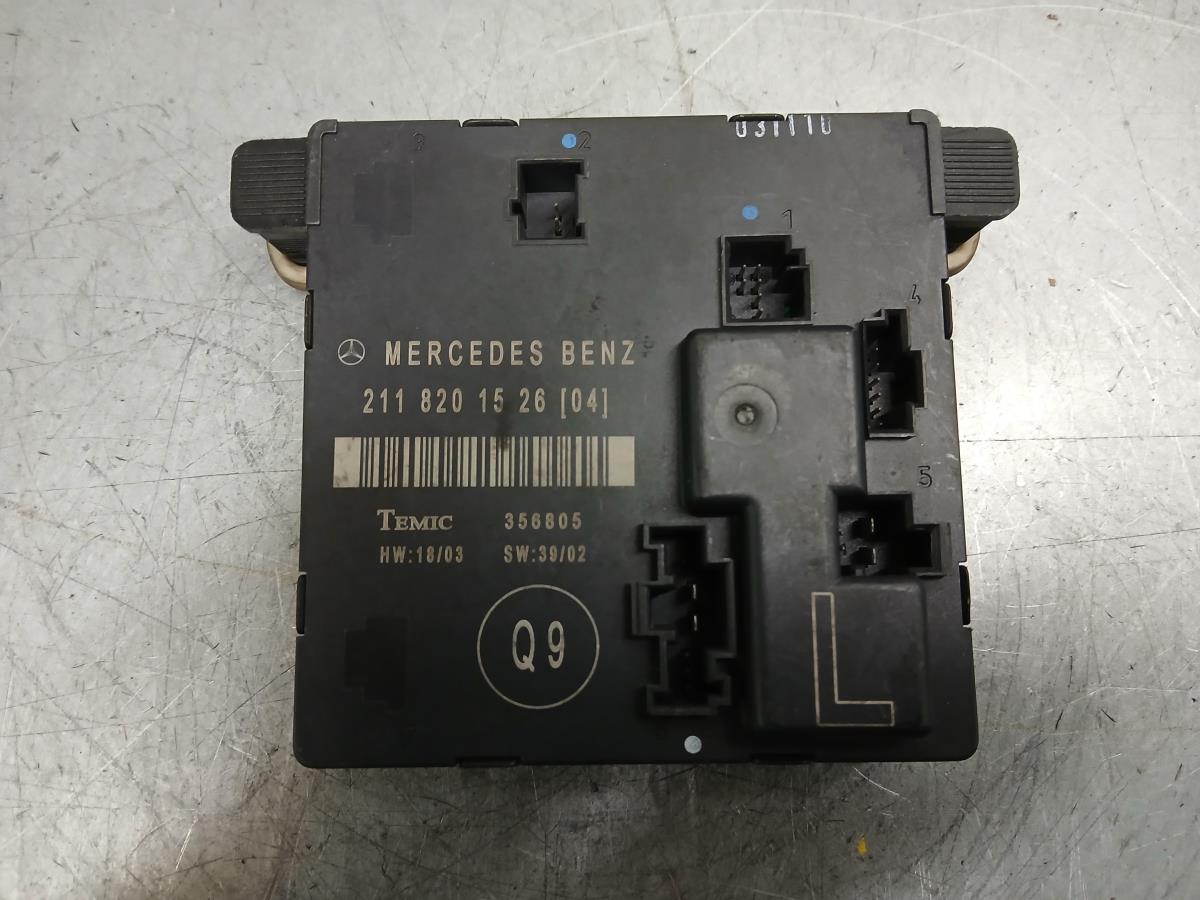 031110
2
1
4
MERCEDES BENZ
211 820 15 26 [04]
5
TEMIC 356805
HW:18/03 SW:39/02
Q9
L